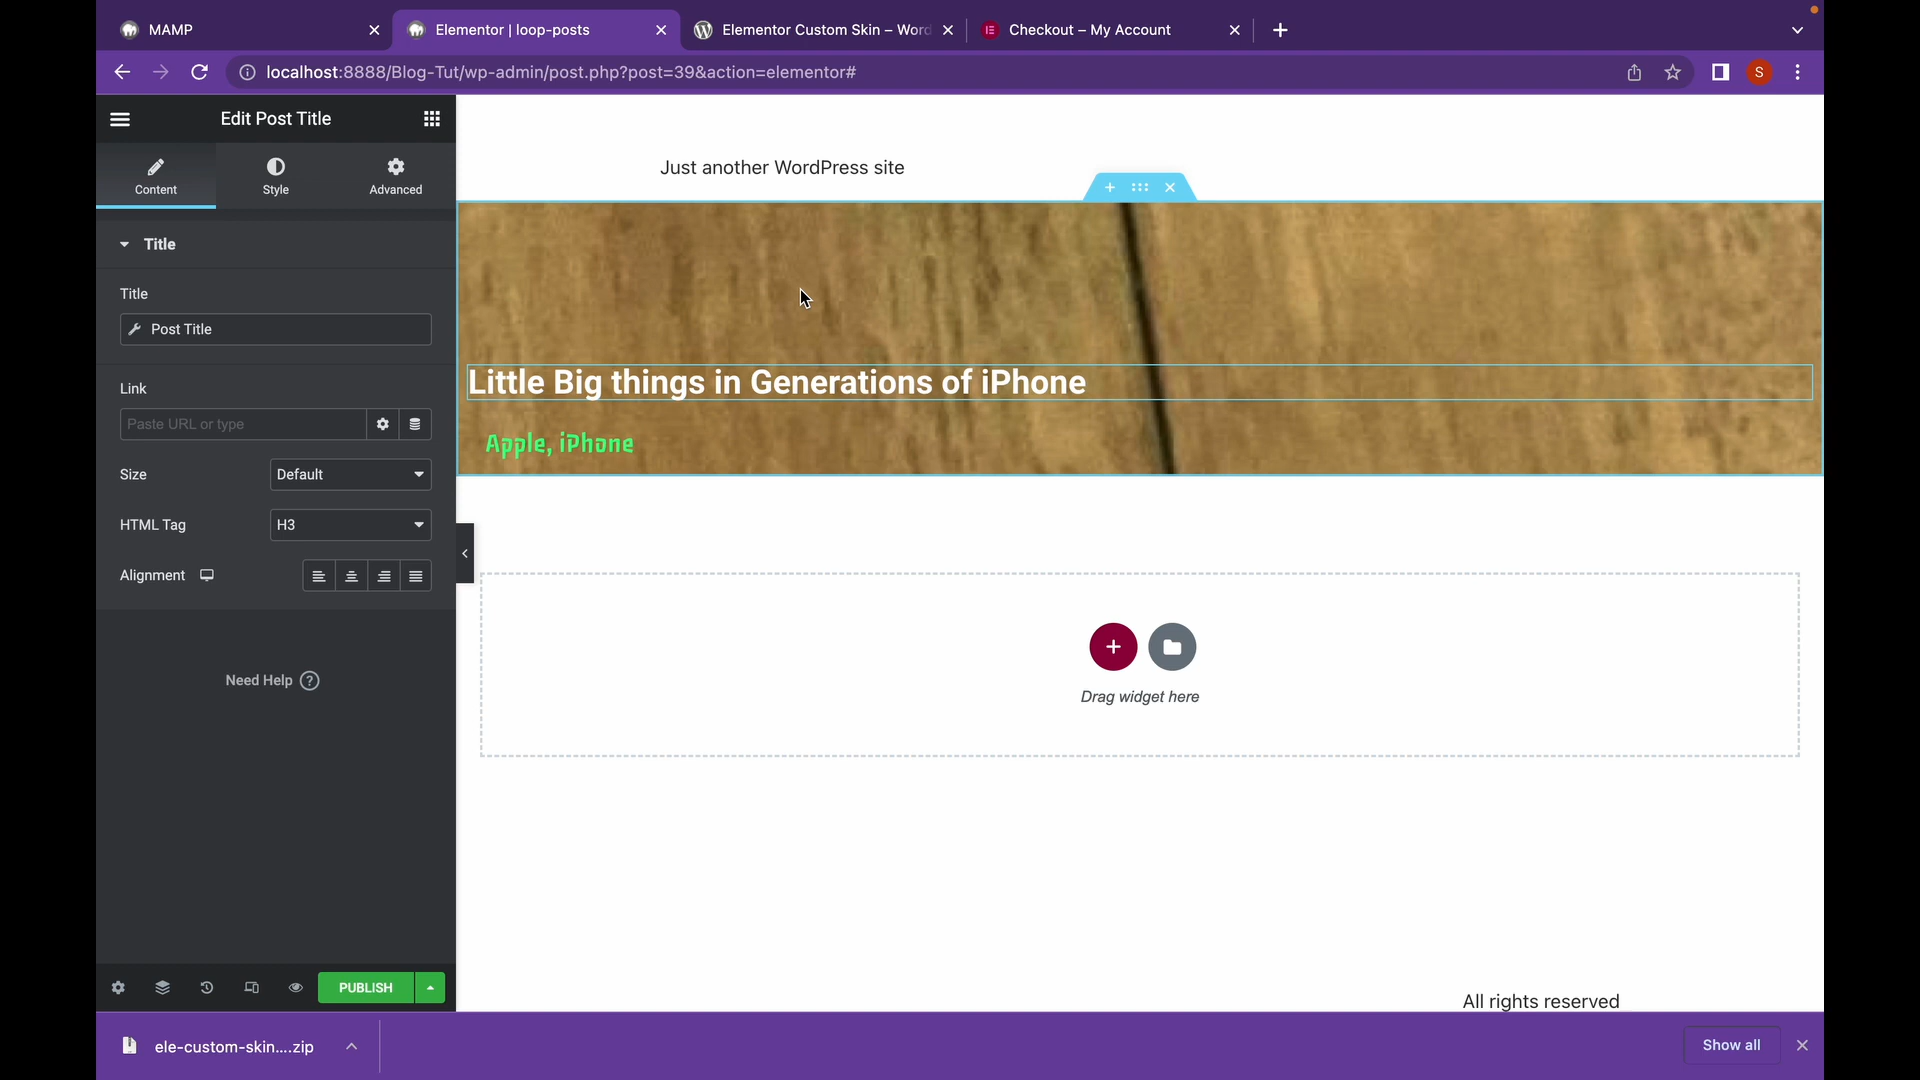 MAMP
Elementor | loop-posts
Elementor Custom Skin – Word
Checkout – My Account
localhost:8888/Blog-Tut/wp-admin/post.php?post=39&action=elementor#
S
Edit Post Title
Content
Style
Advanced
Title
Title
Post Title
Link
Paste URL or type
Size
Default
HTML Tag
H3
Alignment
Need Help ?
PUBLISH
Just another WordPress site
Little Big things in Generations of iPhone
Apple, iPhone
Drag widget here
All rights reserved
ele-custom-skin....zip
Show all